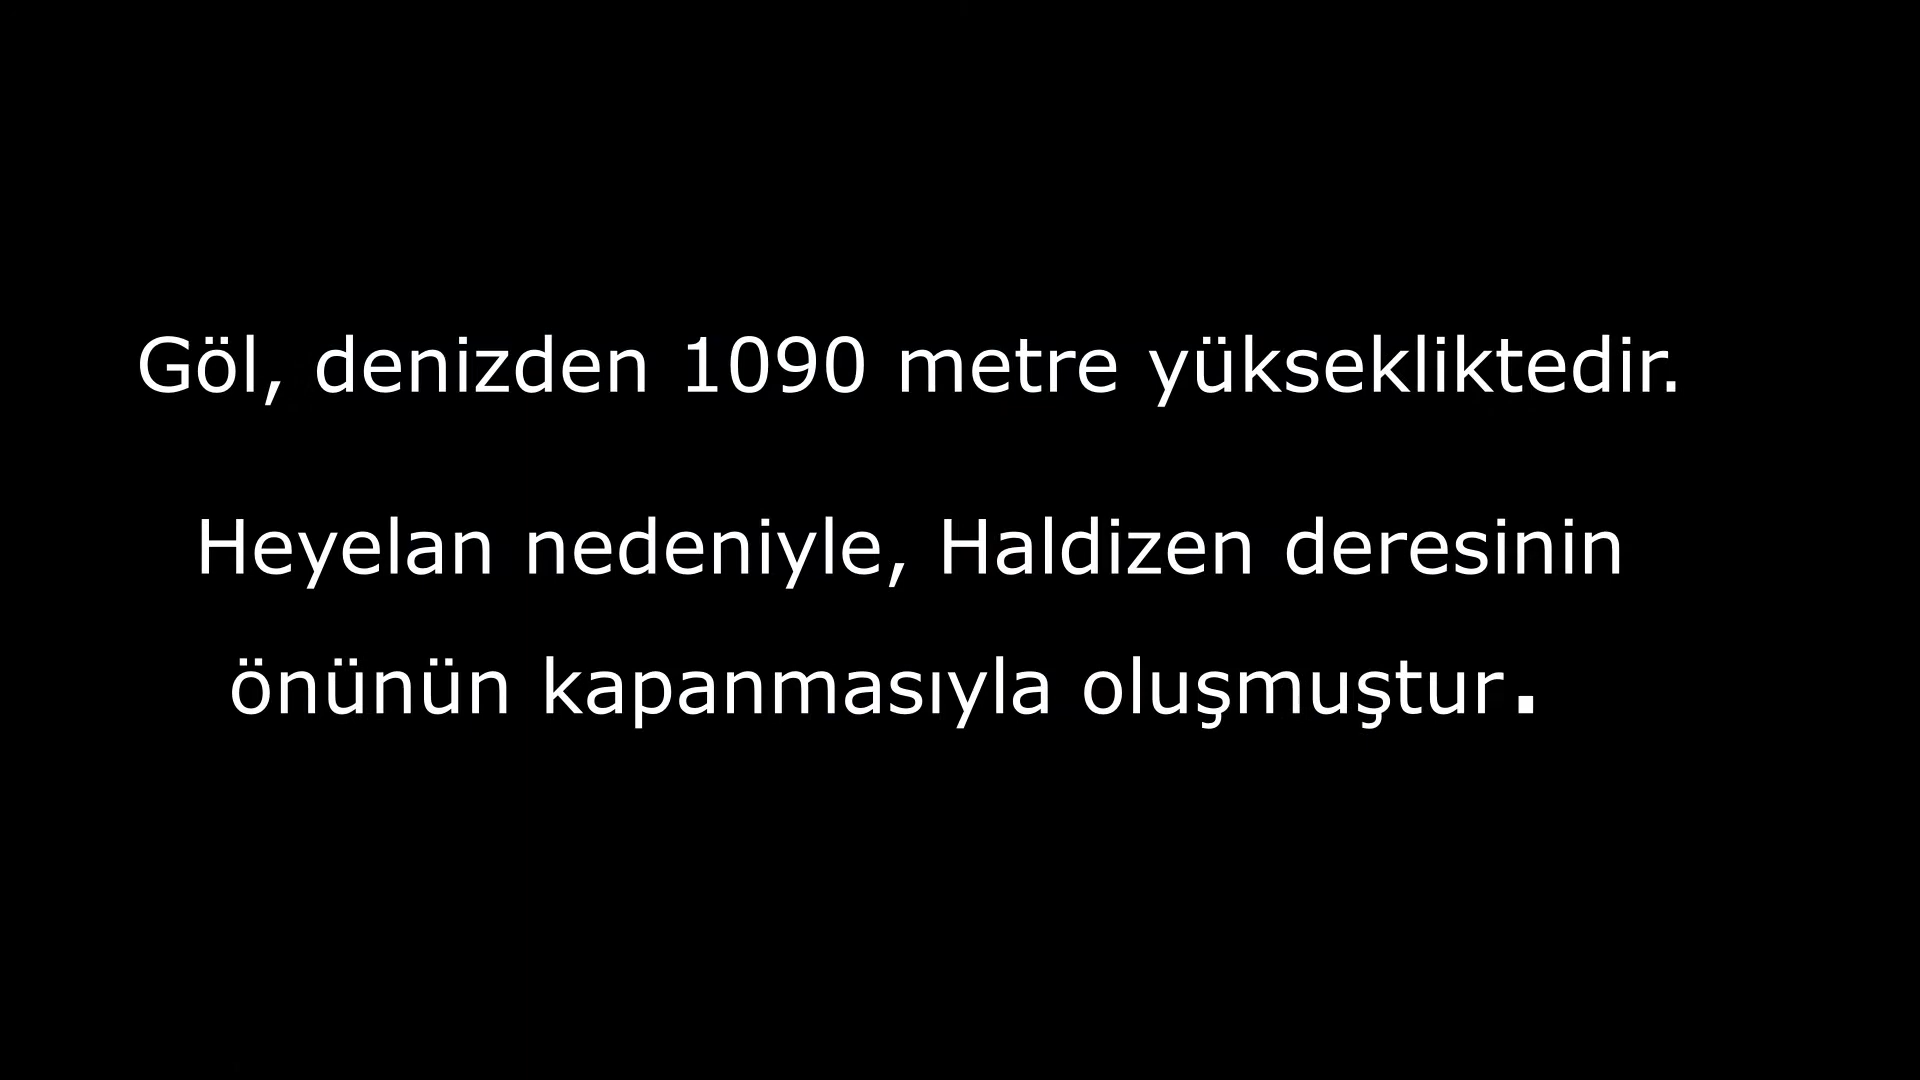 Göl, denizden 1090 metre yüksekliktedir.
Heyelan nedeniyle, Haldizen deresinin
önünün kapanmasıyla oluşmuştur.